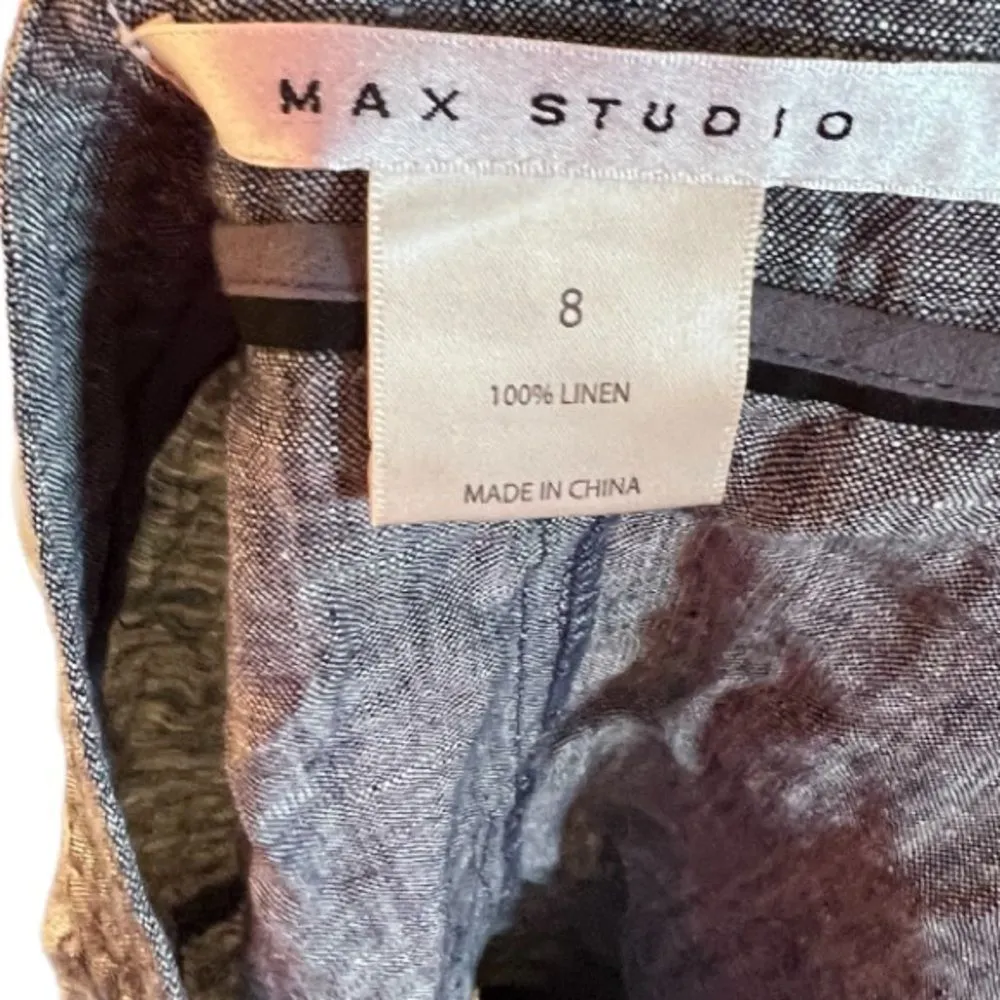 MAX STUDIO
8
100% LINEN
MADE IN CHINA